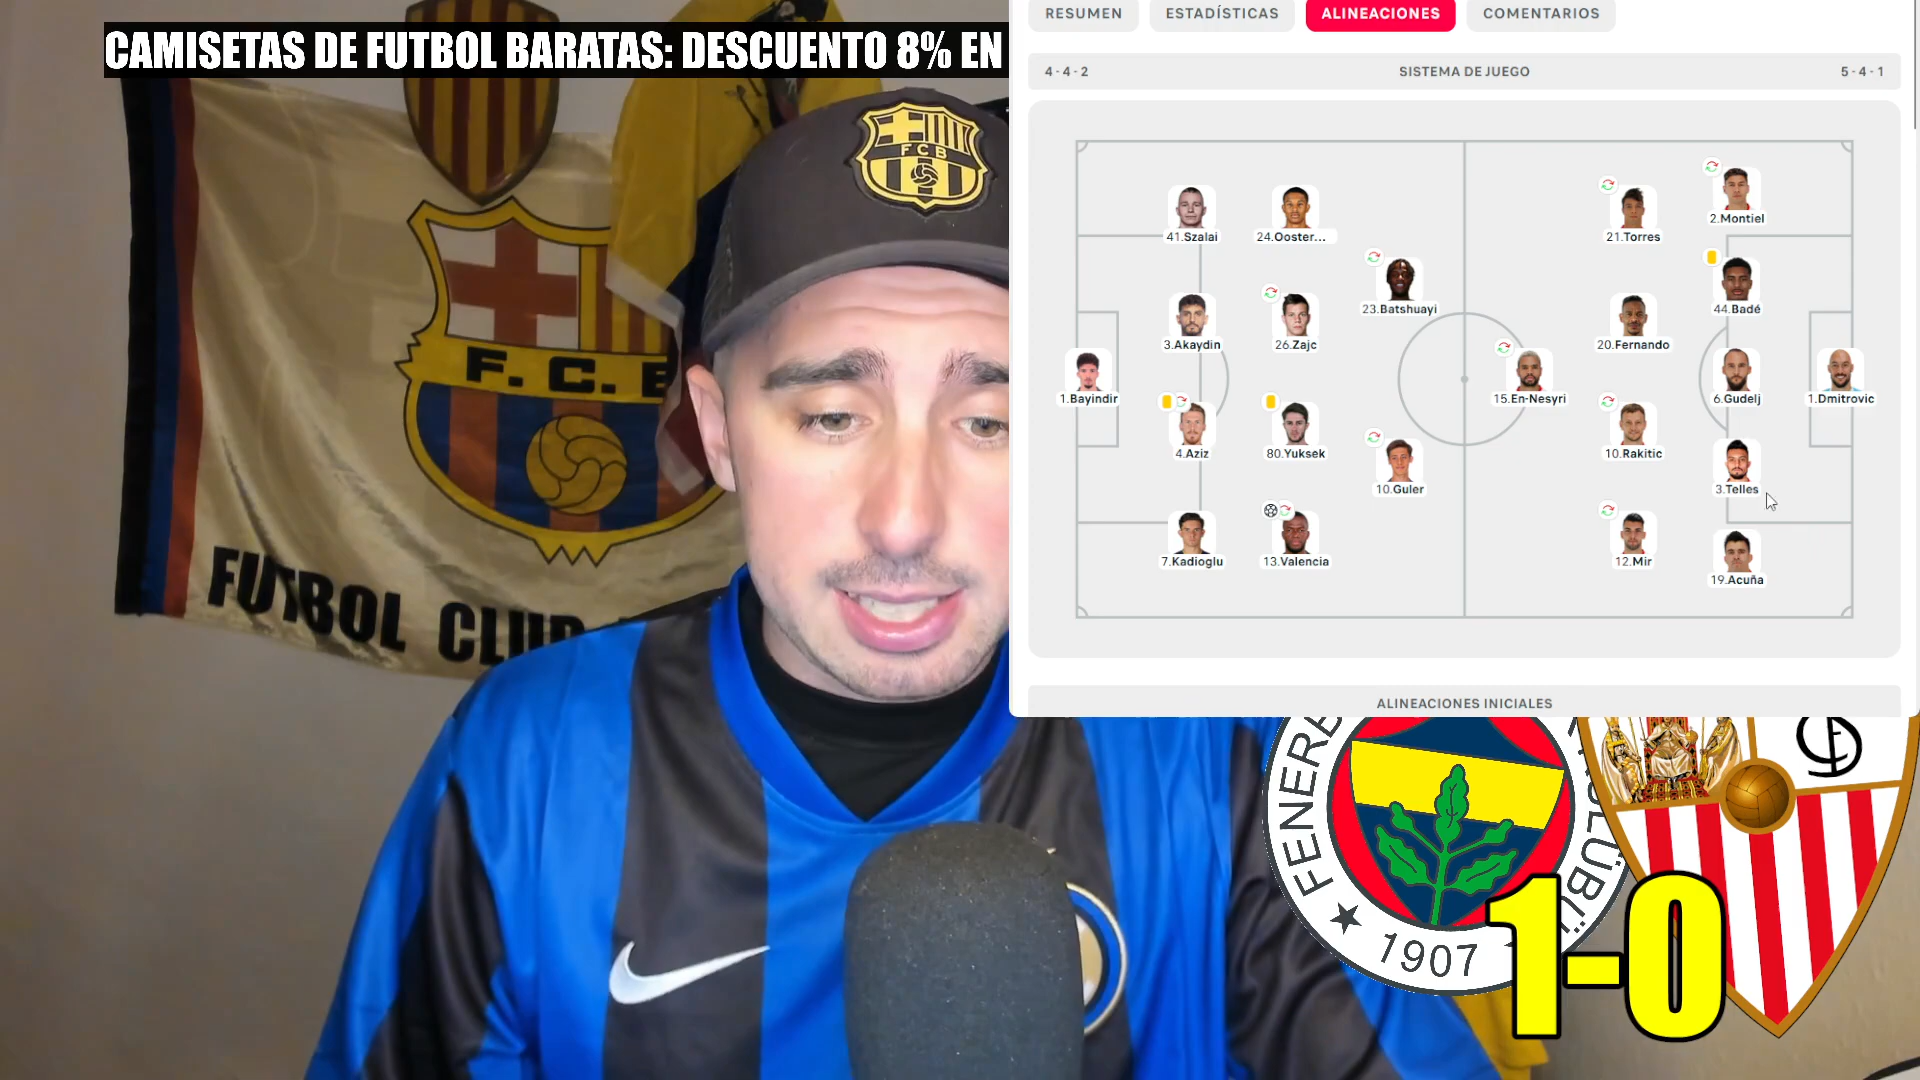 CAMISETAS DE FUTBOL BARATAS: DESCUENTO 8% EN
RESUMEN
ESTADÍSTICAS
ALINEACIONES
COMENTARIOS
4-4-2
SISTEMA DE JUEGO
5-4-1
1.Bayindir
41.Szalai
3.Akaydin
4.Aziz
7.Kadioglu
24.Ooster...
26.Zajc
80.Yuksek
13.Valencia
23.Batshuayi
10.Guler
15.En-Nesyri
21.Torres
20.Fernando
10.Rakitic
12.Mir
2.Montiel
44.Badé
6.Gudelj
3.Telles
19.Acuña
1.Dmitrovic
ALINEACIONES INICIALES
FCB
F. C. B
FUTBOL CLUB
FENERB
1907
1-0